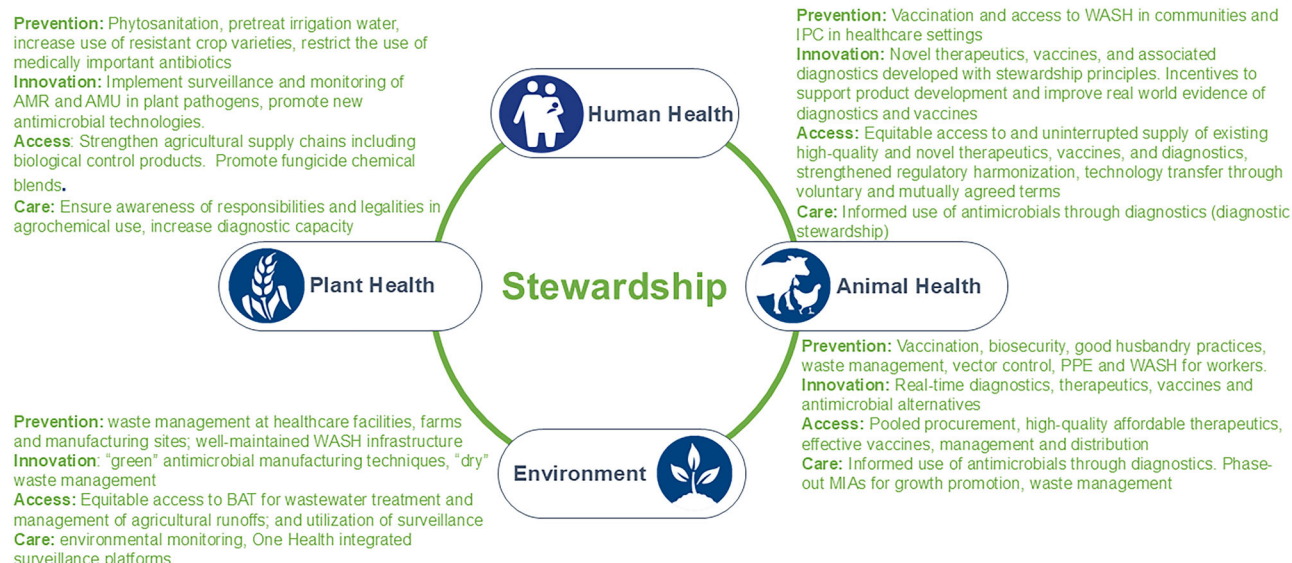 Prevention: Phytosanitation, pretreat irrigation water,
increase use of resistant crop varieties, restrict the use of
medically important antibiotics
Innovation: Implement surveillance and monitoring of
AMR and AMU in plant pathogens, promote new
antimicrobial technologies.
Access: Strengthen agricultural supply chains including
biological control products.  Promote fungicide chemical
blends.
Care: Ensure awareness of responsibilities and legalities in
agrochemical use, increase diagnostic capacity
Human Health
Prevention: Vaccination and access to WASH in communities and
IPC in healthcare settings
Innovation: Novel therapeutics, vaccines, and associated
diagnostics developed with stewardship principles. Incentives to
support product development and improve real world evidence of
diagnostics and vaccines
Access: Equitable access to and uninterrupted supply of existing
high-quality and novel therapeutics, vaccines, and diagnostics,
strengthened regulatory harmonization, technology transfer through
voluntary and mutually agreed terms
Care: Informed use of antimicrobials through diagnostics (diagnostic
stewardship)
Plant Health
Stewardship
Animal Health
Prevention: waste management at healthcare facilities, farms
and manufacturing sites; well-maintained WASH infrastructure
Innovation: “green” antimicrobial manufacturing techniques, “dry”
waste management
Access: Equitable access to BAT for wastewater treatment and
management of agricultural runoffs; and utilization of surveillance
Care: environmental monitoring, One Health integrated
surveillance platforms
Environment
Prevention: Vaccination, biosecurity, good husbandry practices,
waste management, vector control, PPE and WASH for workers.
Innovation: Real-time diagnostics, therapeutics, vaccines and
antimicrobial alternatives
Access: Pooled procurement, high-quality affordable therapeutics,
effective vaccines, management and distribution
Care: Informed use of antimicrobials through diagnostics. Phase-
out MIAs for growth promotion, waste management